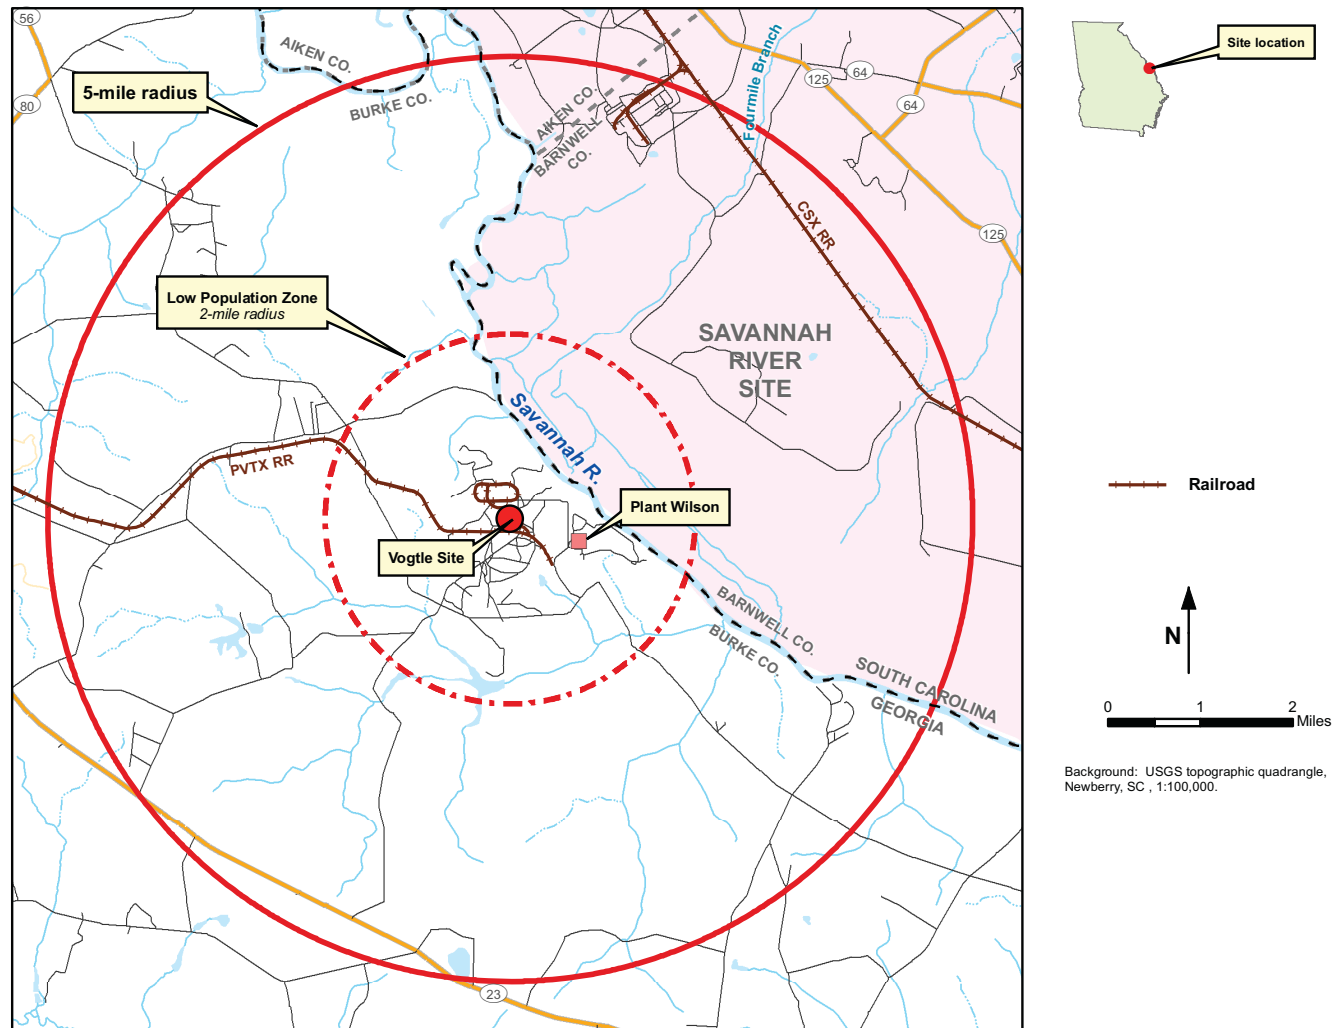 56
AIKEN CO.
BURKE CO.
5-mile radius
80
AIKEN CO.
BARNWELL
CO.
Fourmile Branch
125
64
64
125
CSX RR
Low Population Zone
2-mile radius
SAVANNAH
RIVER
SITE
Savannah R.
PVTX RR
Plant Wilson
Vogtle Site
BARNWELL CO.
BURKE CO.
SOUTH CAROLINA
GEORGIA
23
Site location
Railroad
N
0 1 2
Miles
Background: USGS topographic quadrangle,
Newberry, SC , 1:100,000.